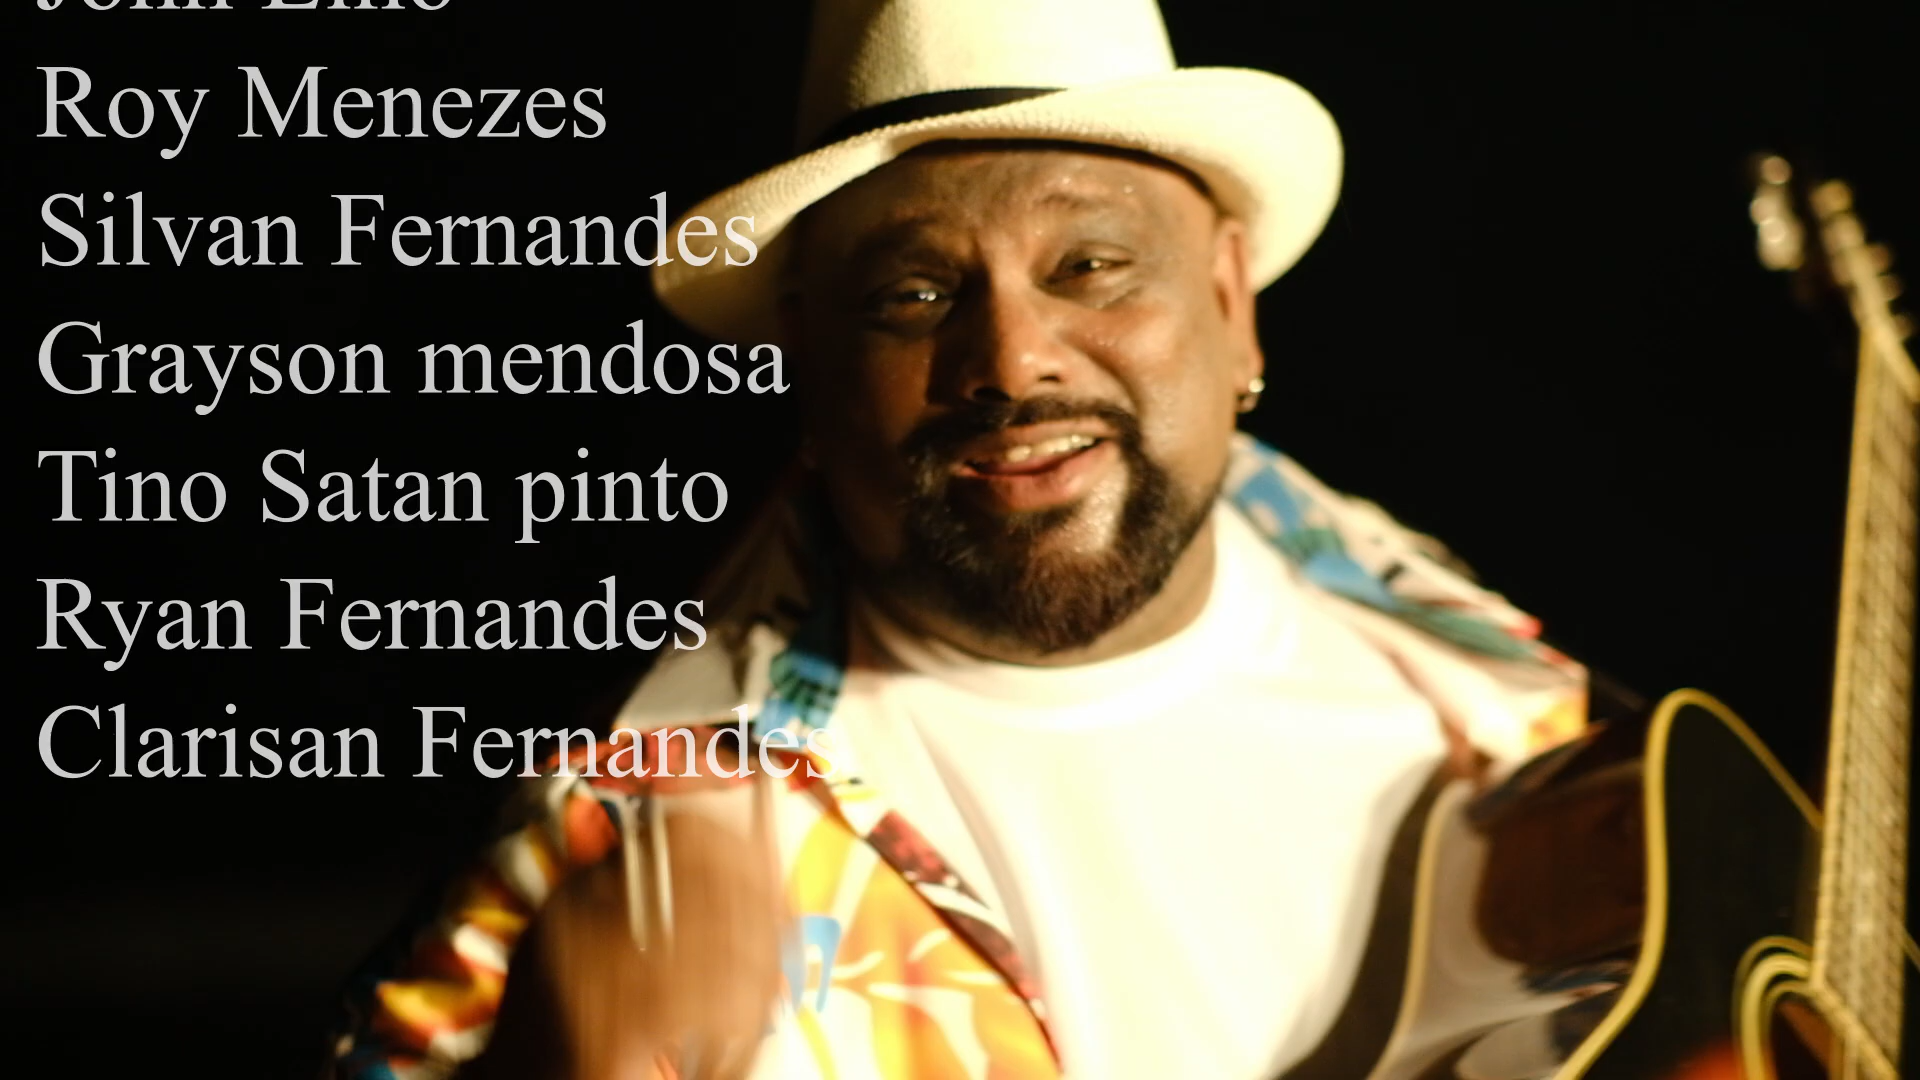 Roy Menezes
Silvan Fernandes
Grayson mendosa
Tino Satan pinto
Ryan Fernandes
Clarisan Fernandes